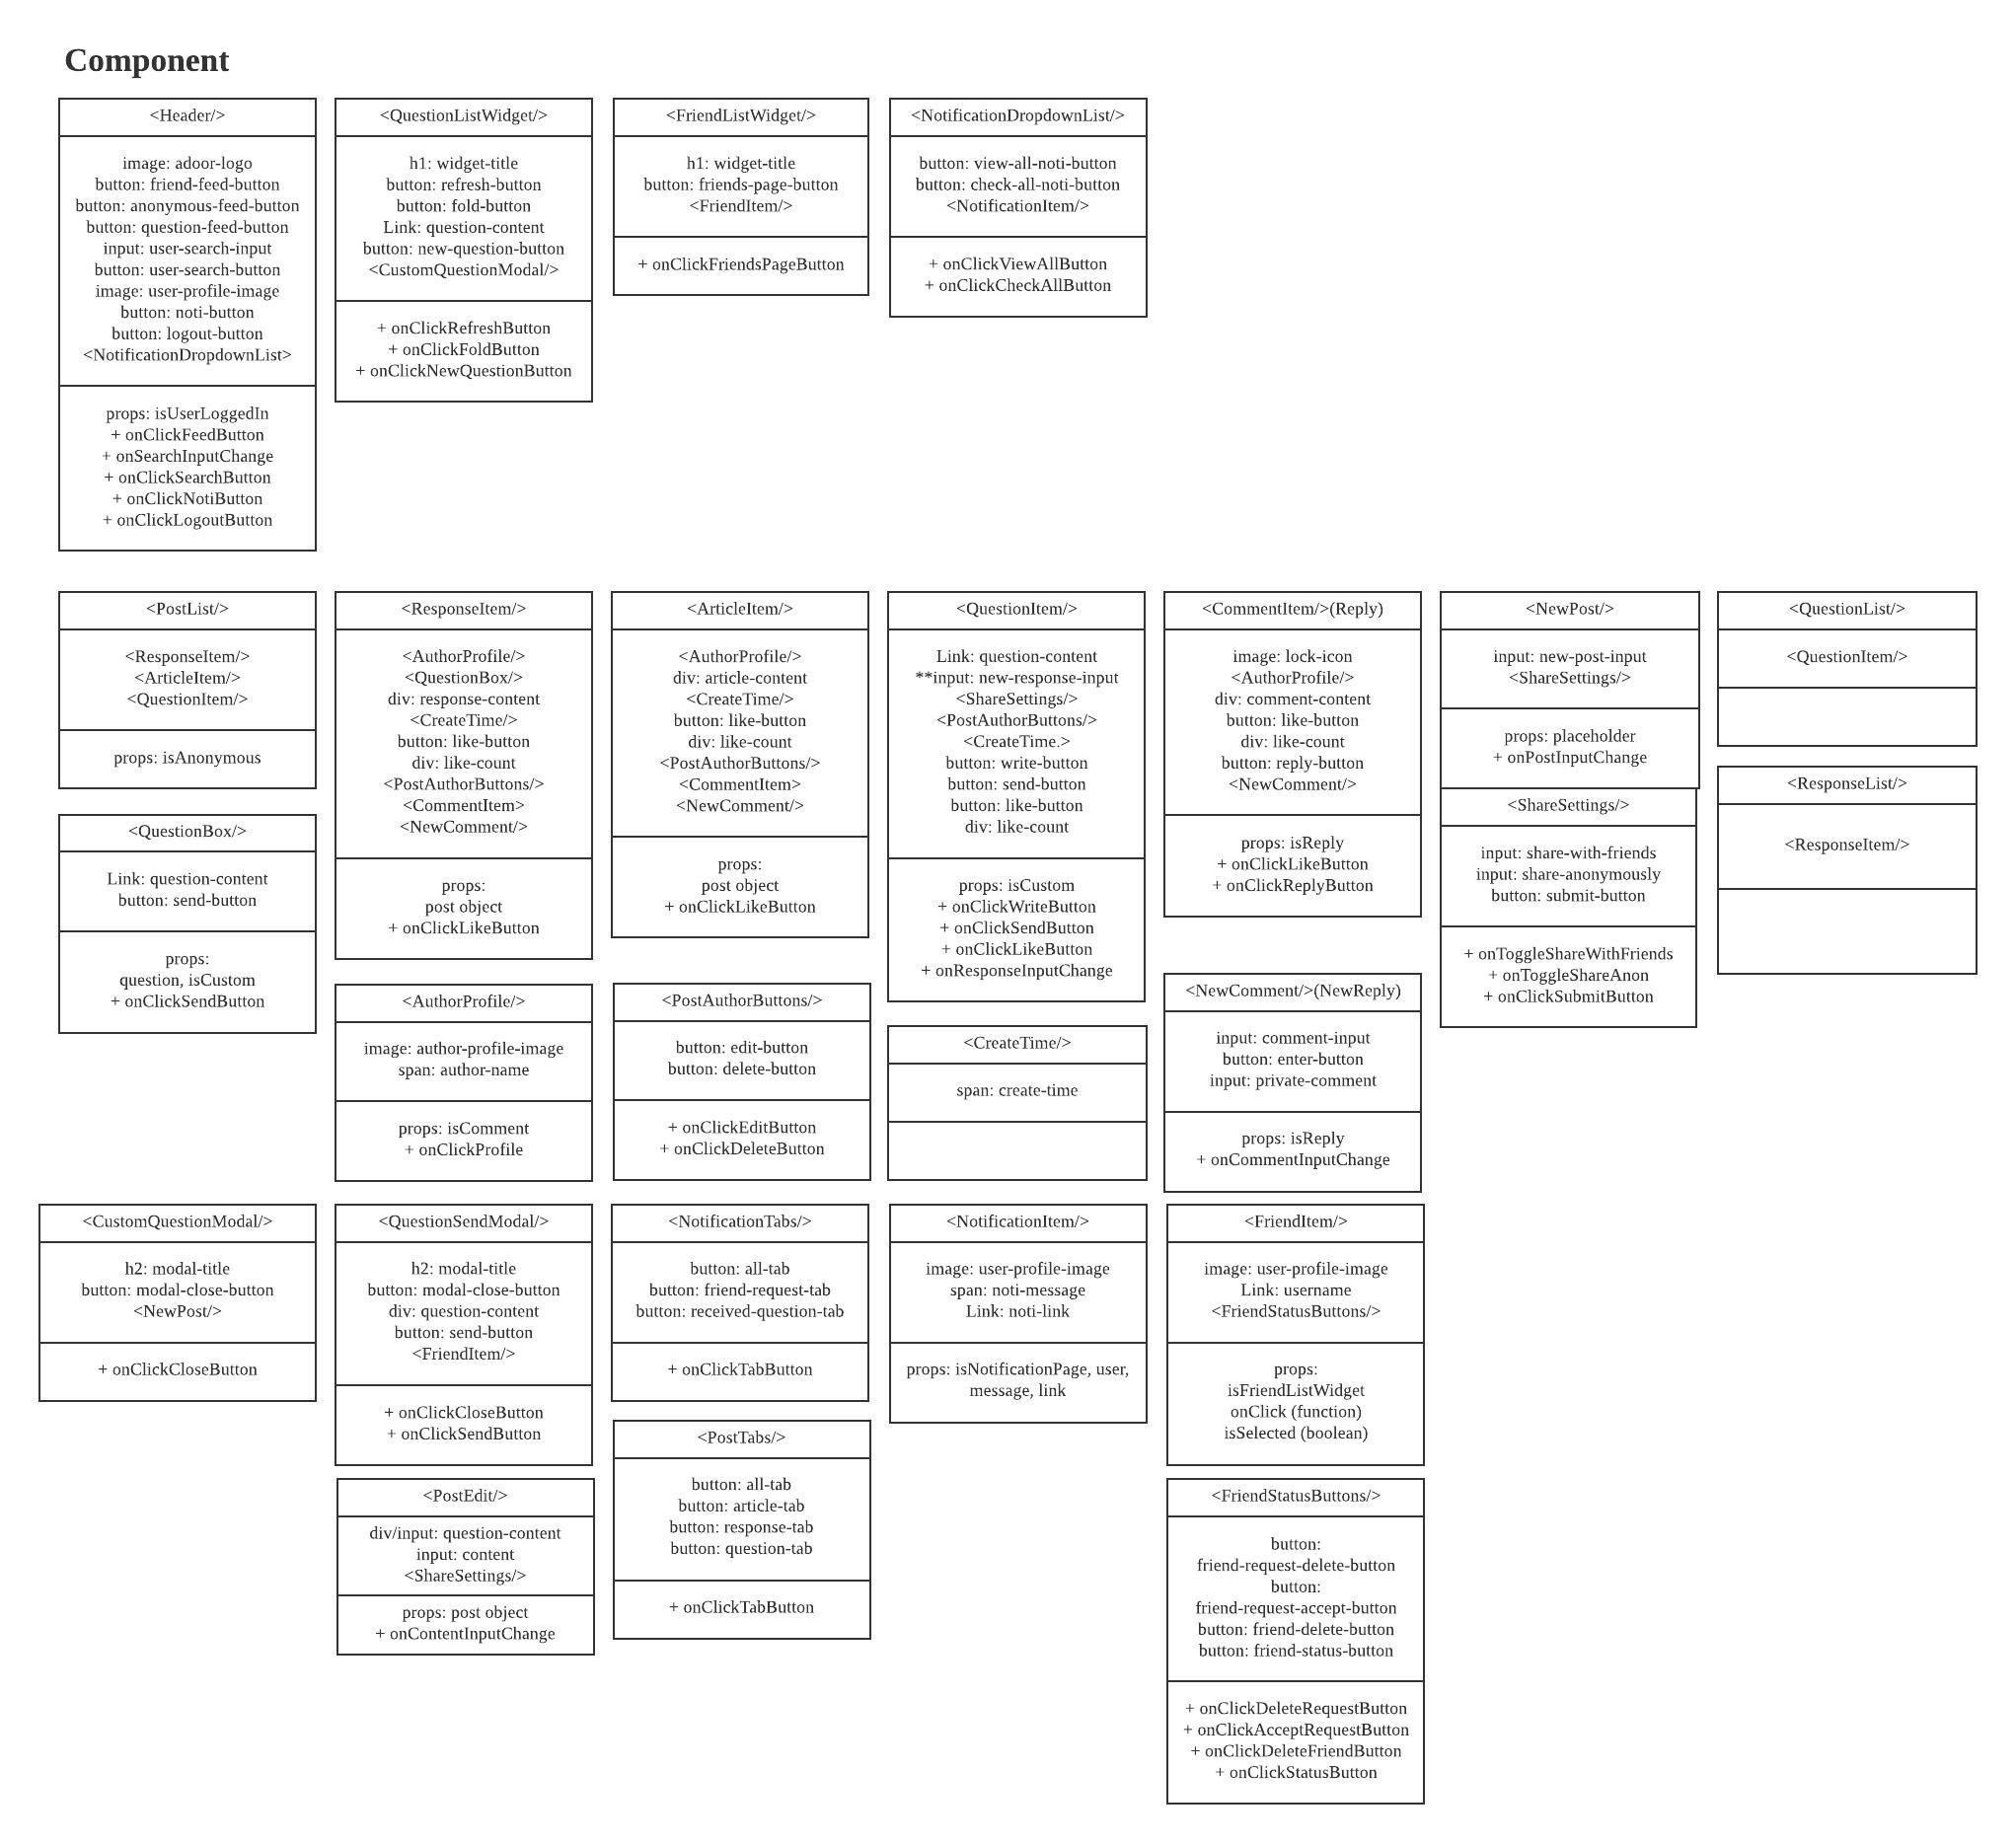 Component
<Header/>
image: adoor-logo
button: friend-feed-button
button: anonymous-feed-button
button: question-feed-button
input: user-search-input
button: user-search-button
image: user-profile-image
button: noti-button
button: logout-button
<NotificationDropdownList>
props: isUserLoggedIn
+ onClickFeedButton
+ onSearchInputChange
+ onClickSearchButton
+ onClickNotiButton
+ onClickLogoutButton
<QuestionListWidget/>
h1: widget-title
button: refresh-button
button: fold-button
Link: question-content
button: new-question-button
<CustomQuestionModal/>
+ onClickRefreshButton
+ onClickFoldButton
+ onClickNewQuestionButton
<FriendListWidget/>
h1: widget-title
button: friends-page-button
<FriendItem/>
+ onClickFriendsPageButton
<NotificationDropdownList/>
button: view-all-noti-button
button: check-all-noti-button
<NotificationItem/>
+ onClickViewAllButton
+ onClickCheckAllButton
<PostList/>
<ResponseItem/>
<ArticleItem/>
<QuestionItem/>
props: isAnonymous
<QuestionBox/>
Link: question-content
button: send-button
props:
question, isCustom
+ onClickSendButton
<ResponseItem/>
<AuthorProfile/>
<QuestionBox/>
div: response-content
<CreateTime/>
button: like-button
div: like-count
<PostAuthorButtons/>
<CommentItem>
<NewComment/>
props:
post object
+ onClickLikeButton
<AuthorProfile/>
image: author-profile-image
span: author-name
props: isComment
+ onClickProfile
<ArticleItem/>
<AuthorProfile/>
div: article-content
<CreateTime/>
button: like-button
div: like-count
<PostAuthorButtons/>
<CommentItem>
<NewComment/>
props:
post object
+ onClickLikeButton
<PostAuthorButtons/>
button: edit-button
button: delete-button
+ onClickEditButton
+ onClickDeleteButton
<QuestionItem/>
Link: question-content
**input: new-response-input
<ShareSettings/>
<PostAuthorButtons/>
<CreateTime.>
button: write-button
button: send-button
button: like-button
div: like-count
props: isCustom
+ onClickWriteButton
+ onClickSendButton
+ onClickLikeButton
+ onResponseInputChange
<CreateTime/>
span: create-time
<CommentItem/>(Reply)
image: lock-icon
<AuthorProfile/>
div: comment-content
button: like-button
div: like-count
button: reply-button
<NewComment/>
props: isReply
+ onClickLikeButton
+ onClickReplyButton
<NewComment/>(NewReply)
input: comment-input
button: enter-button
input: private-comment
props: isReply
+ onCommentInputChange
<NewPost/>
input: new-post-input
<ShareSettings/>
props: placeholder
+ onPostInputChange
<ShareSettings/>
input: share-with-friends
input: share-anonymously
button: submit-button
+ onToggleShareWithFriends
+ onToggleShareAnon
+ onClickSubmitButton
<QuestionList/>
<QuestionItem/>
<ResponseList/>
<ResponseItem/>
<CustomQuestionModal/>
h2: modal-title
button: modal-close-button
<NewPost/>
+ onClickCloseButton
<QuestionSendModal/>
h2: modal-title
button: modal-close-button
div: question-content
button: send-button
<FriendItem/>
+ onClickCloseButton
+ onClickSendButton
<PostEdit/>
div/input: question-content
input: content
<ShareSettings/>
props: post object
+ onContentInputChange
<NotificationTabs/>
button: all-tab
button: friend-request-tab
button: received-question-tab
+ onClickTabButton
<PostTabs/>
button: all-tab
button: article-tab
button: response-tab
button: question-tab
+ onClickTabButton
<NotificationItem/>
image: user-profile-image
span: noti-message
Link: noti-link
props: isNotificationPage, user,
message, link
<FriendItem/>
image: user-profile-image
Link: username
<FriendStatusButtons/>
props:
isFriendListWidget
onClick (function)
isSelected (boolean)
<FriendStatusButtons/>
button:
friend-request-delete-button
button:
friend-request-accept-button
button: friend-delete-button
button: friend-status-button
+ onClickDeleteRequestButton
+ onClickAcceptRequestButton
+ onClickDeleteFriendButton
+ onClickStatusButton